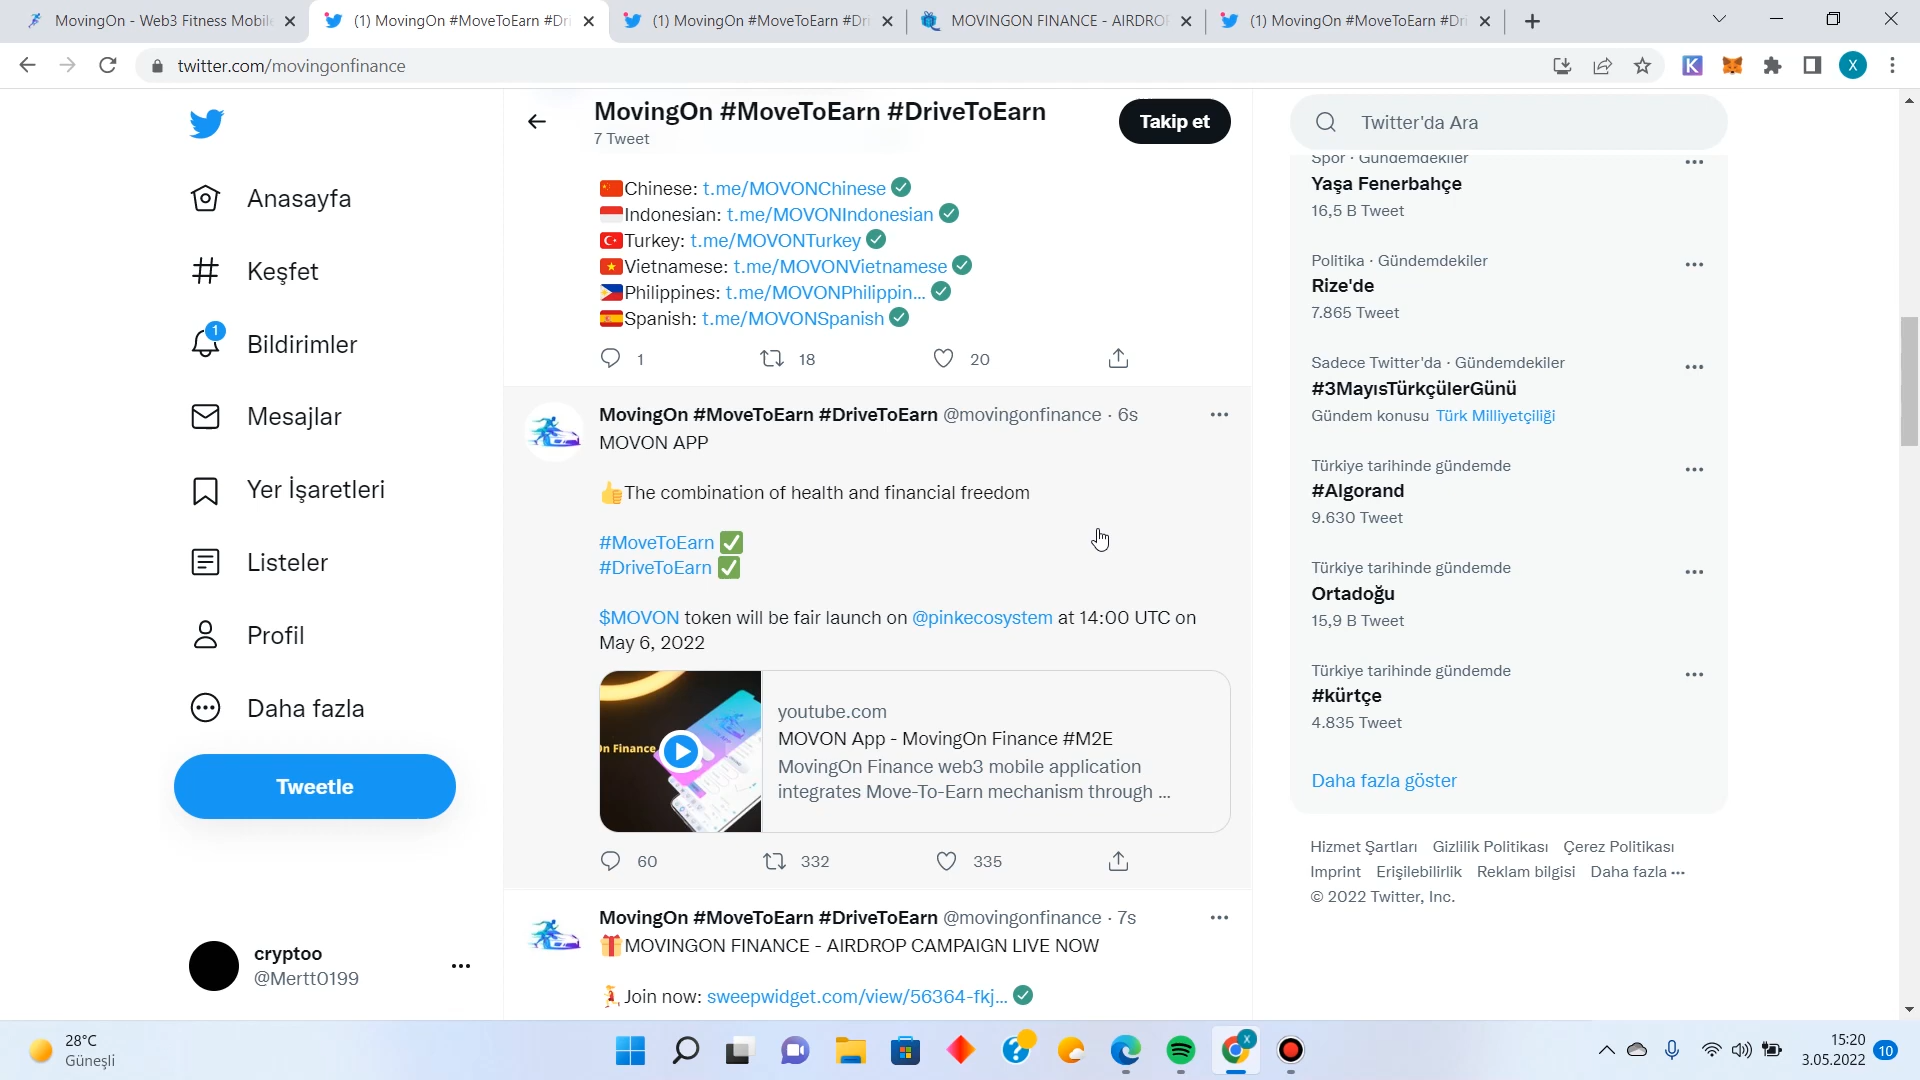 MovingOn - Web3 Fitness Mobile
(1) MovingOn #MoveToEarn #Dri
(1) MovingOn #MoveToEarn #Dri
MOVINGON FINANCE - AIRDROP
(1) MovingOn #MoveToEarn #Dri
twitter.com/movingonfinance
K
X
Anasayfa
Keşfet
1
Bildirimler
Mesajlar
Yer İşaretleri
Listeler
Profil
Daha fazla
Tweetle
cryptoo
@Mertt0199
MovingOn #MoveToEarn #DriveToEarn
7 Tweet
Takip et
Chinese: t.me/MOVONChinese
Indonesian: t.me/MOVONIndonesian
Turkey: t.me/MOVONTurkey
Vietnamese: t.me/MOVONVietnamese
Philippines: t.me/MOVONPhilippin...
Spanish: t.me/MOVONSpanish
1 18 20
MovingOn #MoveToEarn #DriveToEarn @movingonfinance · 6s
MOVON APP
👍The combination of health and financial freedom
#MoveToEarn ✅
#DriveToEarn ✅
$MOVON token will be fair launch on @pinkecosystem at 14:00 UTC on
May 6, 2022
n Finance
youtube.com
MOVON App - MovingOn Finance #M2E
MovingOn Finance web3 mobile application
integrates Move-To-Earn mechanism through ...
60 332 335
MovingOn #MoveToEarn #DriveToEarn @movingonfinance · 7s
🎁MOVINGON FINANCE - AIRDROP CAMPAIGN LIVE NOW
Join now: sweepwidget.com/view/56364-fkj...
Twitter'da Ara
Spor · Gündemdekiler
Yaşa Fenerbahçe
16,5 B Tweet
Politika · Gündemdekiler
Rize'de
7.865 Tweet
Sadece Twitter'da · Gündemdekiler
#3MayısTürkçülerGünü
Gündem konusu Türk Milliyetçiliği
Türkiye tarihinde gündemde
#Algorand
9.630 Tweet
Türkiye tarihinde gündemde
Ortadoğu
15,9 B Tweet
Türkiye tarihinde gündemde
#kürtçe
4.835 Tweet
Daha fazla göster
Hizmet Şartları Gizlilik Politikası Çerez Politikası
Imprint Erişilebilirlik Reklam bilgisi Daha fazla ···
© 2022 Twitter, Inc.
28°C
Güneşli
X
15:20
3.05.2022
10